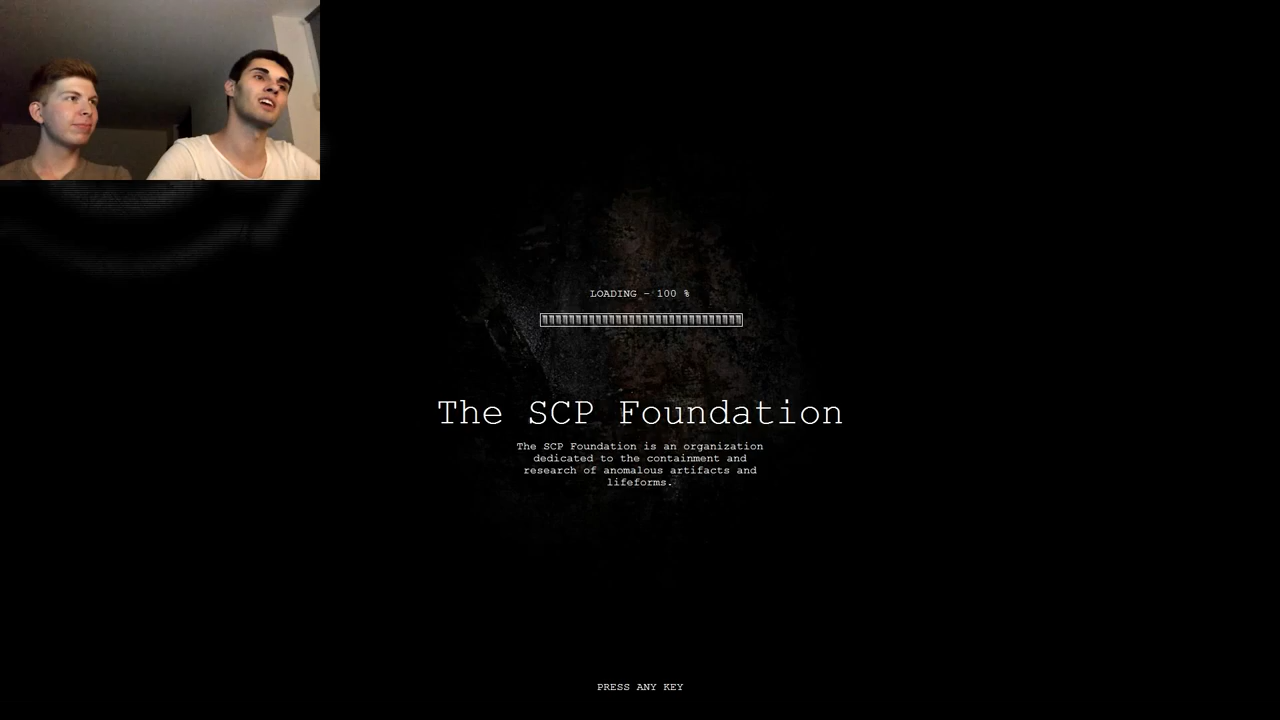 LOADING - 100 %
The SCP Foundation
The SCP Foundation is an organization
dedicated to the containment and
research of anomalous artifacts and
lifeforms.
PRESS ANY KEY